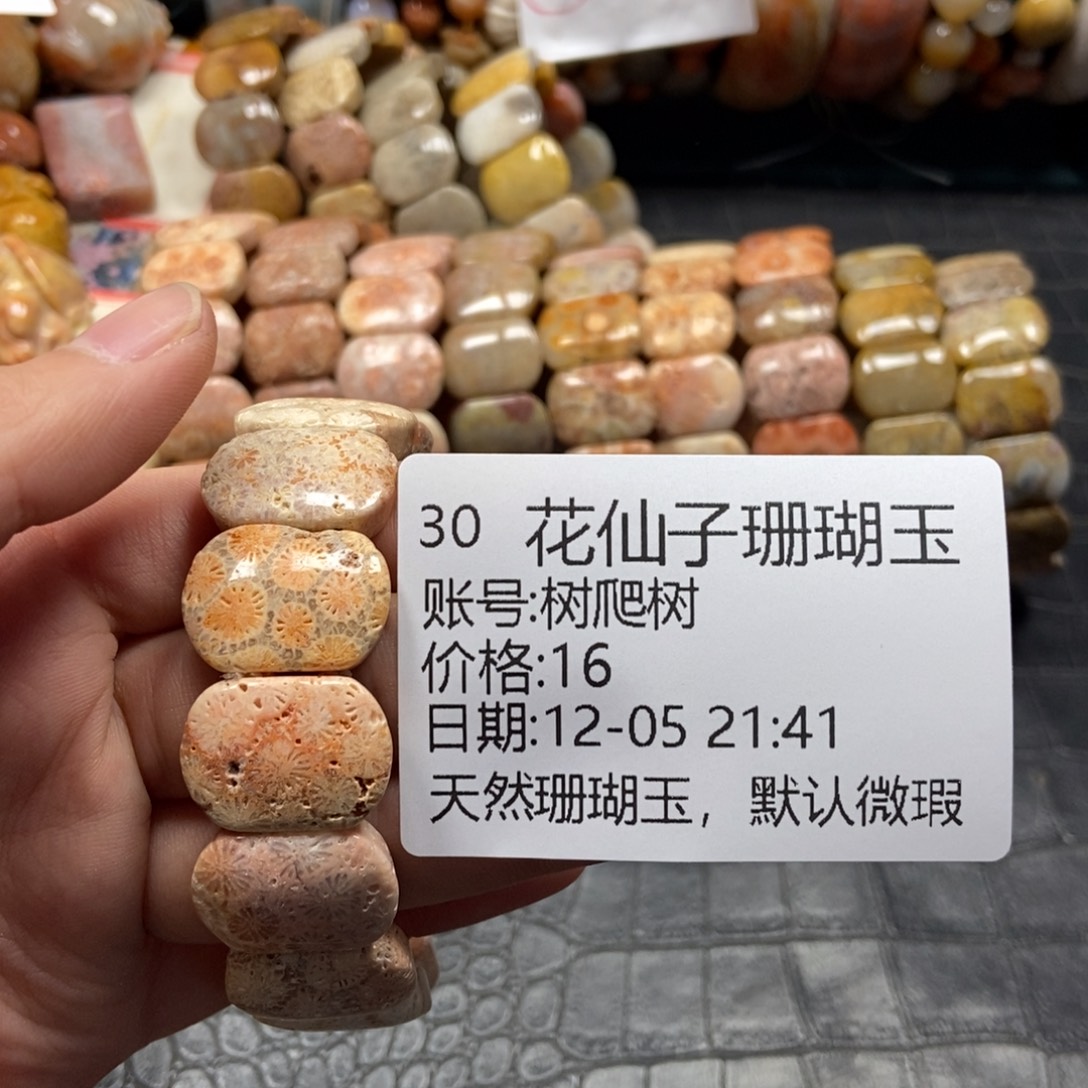 30 花仙子珊瑚玉
账号:树爬树
价格:16
日期:12-05 21:41
天然珊瑚玉，默认微瑕